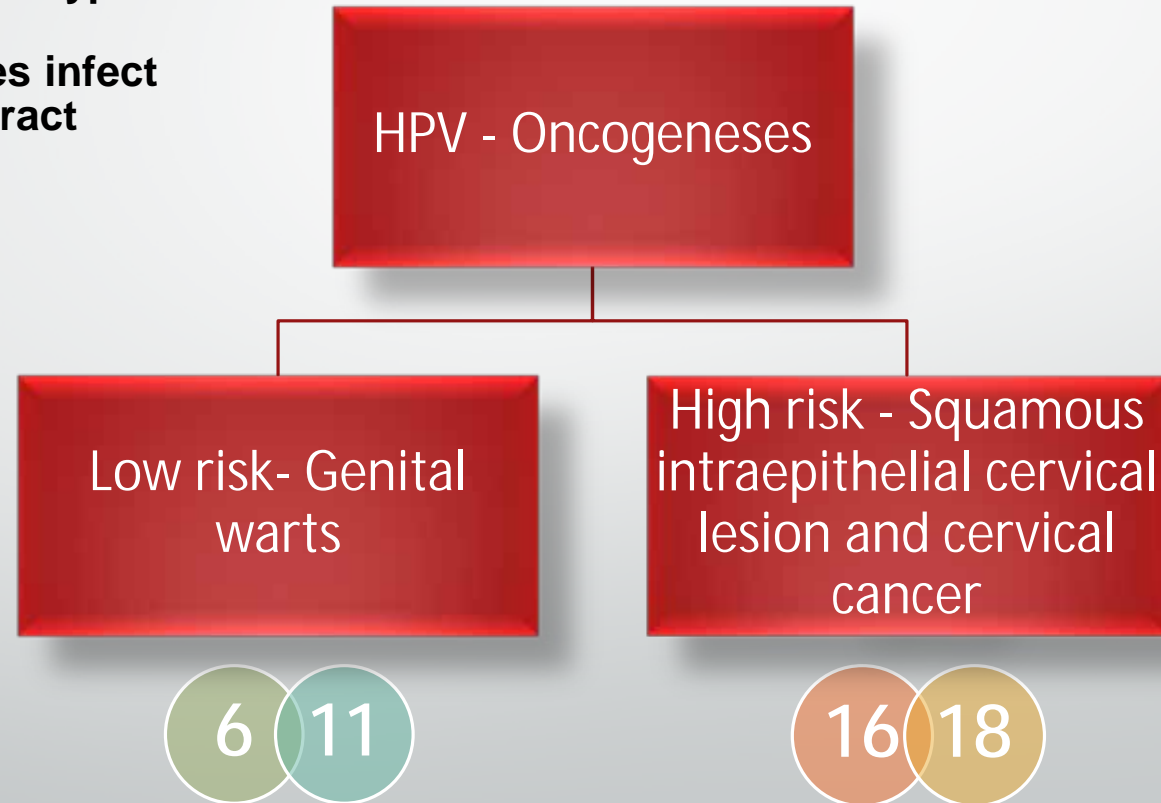 es infect
ract
HPV - Oncogeneses
Low risk- Genital
warts
High risk - Squamous
intraepithelial cervical
lesion and cervical
cancer
6 11
16 18